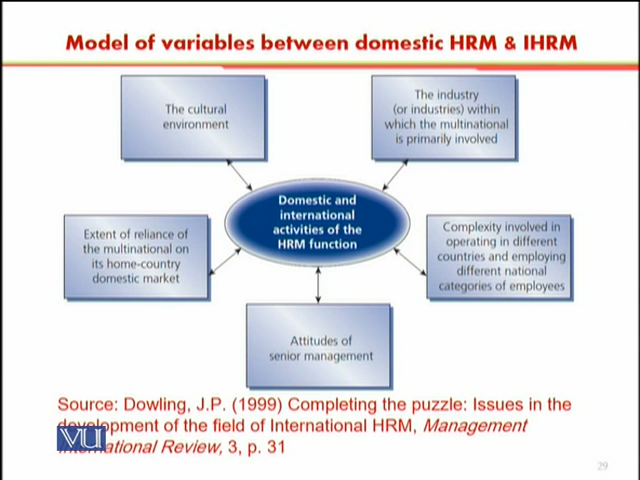 Model of variables between domestic HRM & IHRM
The cultural
environment
The industry
(or industries) within
which the multinational
is primarily involved
Domestic and
international
activities of the
HRM function
Extent of reliance of
the multinational on
its home-country
domestic market
Complexity involved in
operating in different
countries and employing
different national
categories of employees
Attitudes of
senior management
Source: Dowling, J.P. (1999) Completing the puzzle: Issues in the
development of the field of International HRM, Management
International Review, 3, p. 31
VU
29